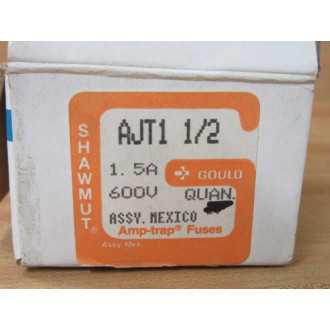 SHAWMUT®
AJT1 1/2
1.5A
GOULD
600V QUAN.
ASSY. MEXICO
Amp-trap® Fuses
Assy Mex